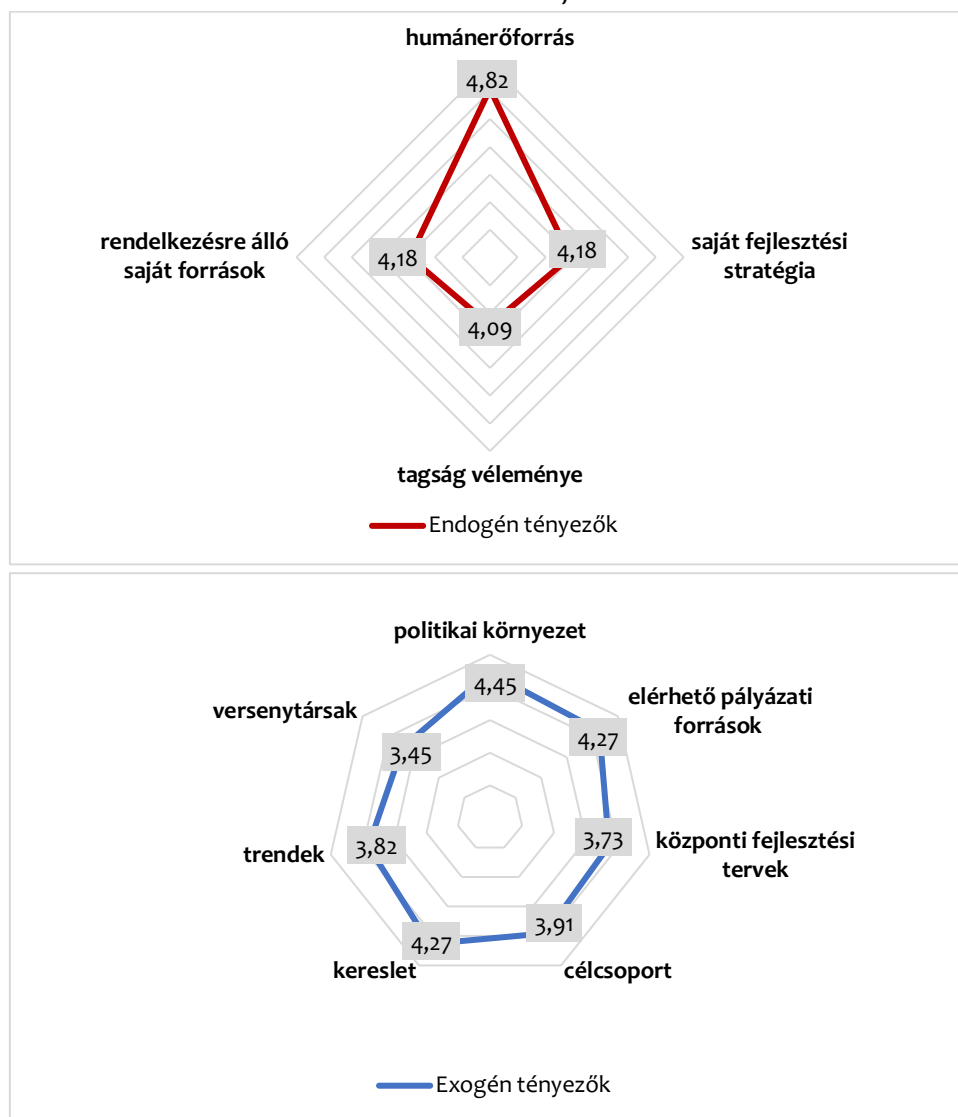 humánerőforrás
4,82
rendelkezésre álló
saját források
4,18
4,18
saját fejlesztési
stratégia
4,09
tagság véleménye
Endogén tényezők
politikai környezet
4,45
versenytársak
elérhető pályázati
források
4,27
3,45
trendek
3,82
3,73
központi fejlesztési
tervek
4,27
3,91
kereslet
célcsoport
Exogén tényezők